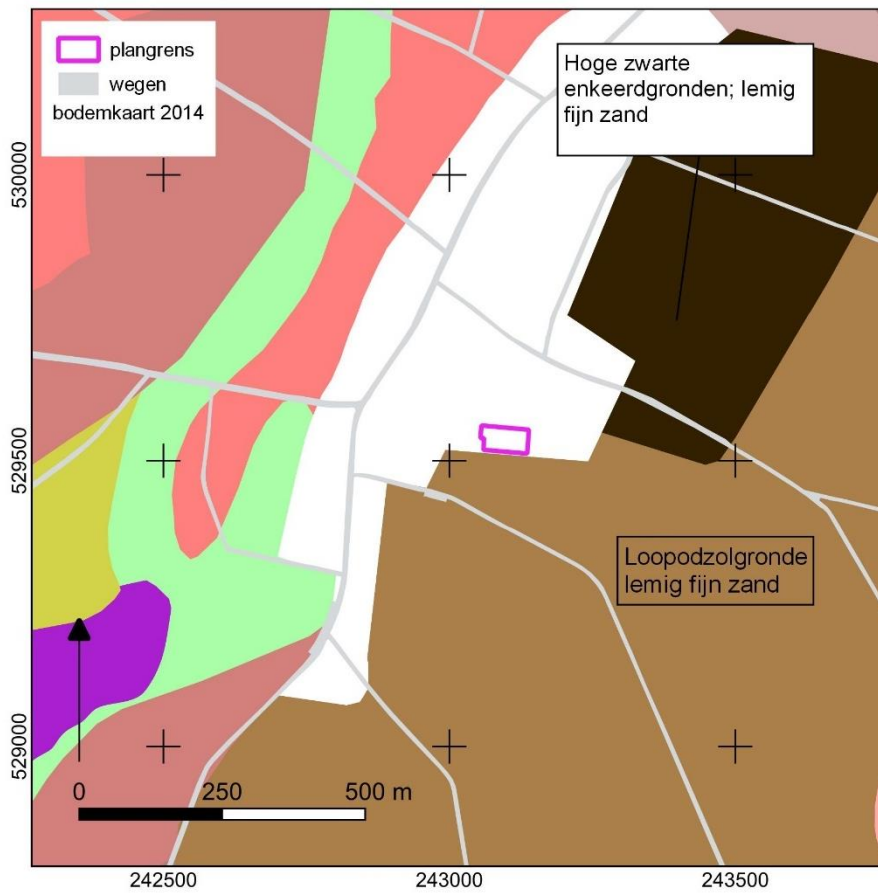 plangrens
wegen
bodemkaart 2014
Hoge zwarte
enkeerdgronden; lemig
fijn zand
Loopodzolgronde
lemig fijn zand
530000
529500
529000
0
250
500 m
242500
243000
243500